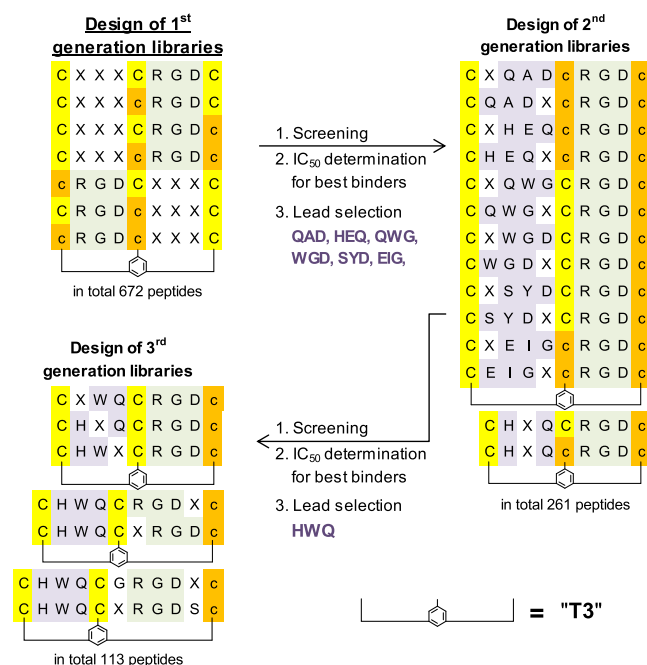 Design of 1st
generation libraries
C X X X C R G D C
C X X X c R G D C
C X X X C R G D c
C X X X c R G D c
c R G D C X X X C
C R G D c X X X C
c R G D c X X X C
in total 672 peptides
1. Screening
2. IC50 determination
for best binders
3. Lead selection
QAD, HEQ, QWG,
WGD, SYD, EIG,
Design of 2nd
generation libraries
C X Q A D c R G D c
C Q A D X c R G D c
C X H E Q c R G D c
C H E Q X c R G D c
C X Q W G C R G D c
C Q W G X C R G D c
C X W G D C R G D c
C W G D X C R G D c
C X S Y D C R G D c
C S Y D X C R G D c
C X E I G c R G D c
C E I G X c R G D c
C H X Q C R G D c
C H X Q c R G D c
in total 261 peptides
1. Screening
2. IC50 determination
for best binders
3. Lead selection
HWQ
Design of 3rd
generation libraries
C X W Q C R G D c
C H X Q C R G D c
C H W X C R G D c
C H W Q C R G D X c
C H W Q C X R G D c
C H W Q C G R G D X c
C H W Q C X R G D S c
in total 113 peptides
= "T3"